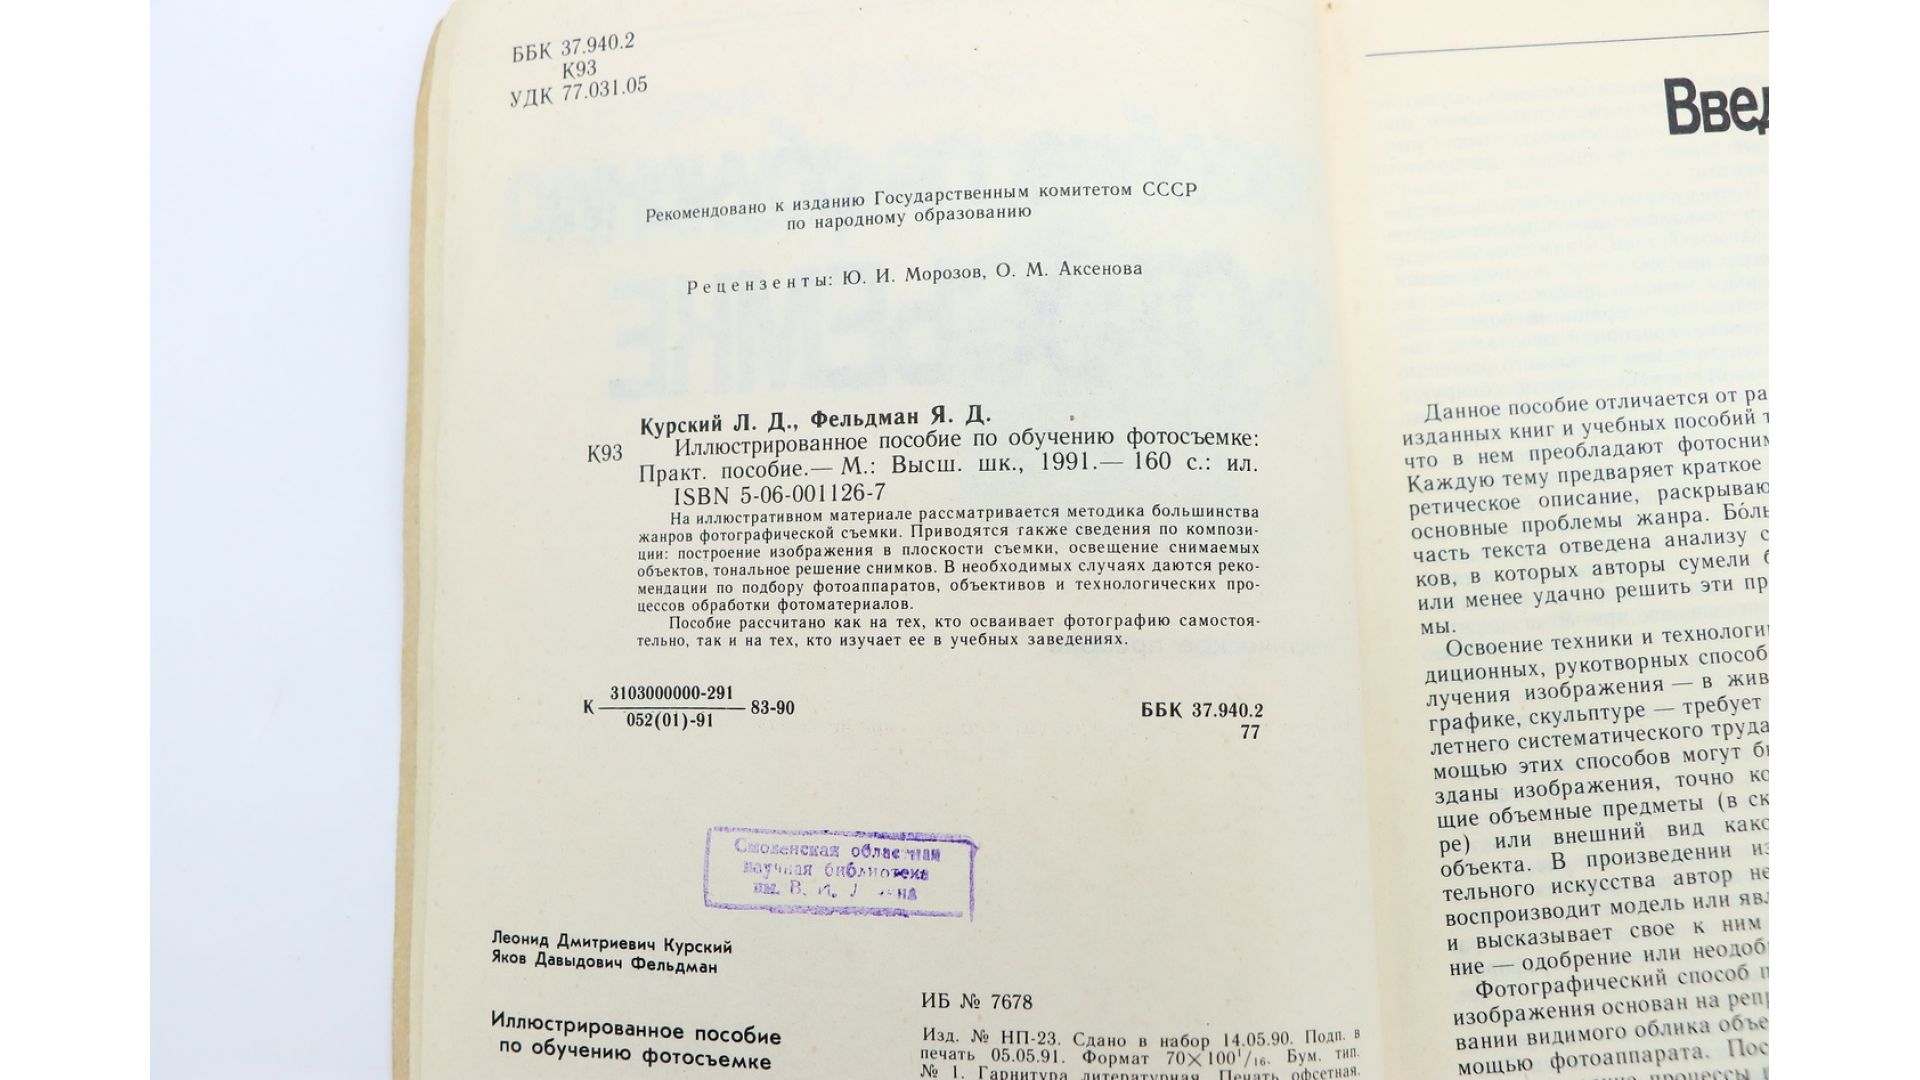 ББК 37.940.2
К93
УДК 77.031.05
Рекомендовано к изданию Государственным комитетом СССР
по народному образованию
Рецензенты: Ю. И. Морозов, О. М. Аксенова
Курский Л. Д., Фельдман Я. Д.
К93 Иллюстрированное пособие по обучению фотосъемке:
Практ. пособие.— М.: Высш. шк., 1991.— 160 с.: ил.
ISBN 5-06-001126-7
На иллюстративном материале рассматривается методика большинства
жанров фотографической съемки. Приводятся также сведения по компози-
ции: построение изображения в плоскости съемки, освещение снимаемых
объектов, тональное решение снимков. В необходимых случаях даются реко-
мендации по подбору фотоаппаратов, объективов и технологических про-
цессов обработки фотоматериалов.
Пособие рассчитано как на тех, кто осваивает фотографию самостоя-
тельно, так и на тех, кто изучает ее в учебных заведениях.
3103000000-291
К 83-90
052(01)-91
ББК 37.940.2
77
Смоленская областная
научная библиотека
им. В. И.
Леонид Дмитриевич Курский
Яков Давыдович Фельдман
Иллюстрированное пособие
по обучению фотосъемке
ИБ № 7678
Изд. № НП-23. Сдано в набор 14.05.90. Подп. в
печать 05.05.91. Формат 70×100¹/₁₆. Бум. тип.
№ 1. Гарнитура литературная. Печать офсетная.
Введ
Данное пособие отличается от ра
изданных книг и учебных пособий т
что в нем преобладают фотосним
Каждую тему предваряет краткое
ретическое описание, раскрываю
основные проблемы жанра. Бо́ль
часть текста отведена анализу с
ков, в которых авторы сумели б
или менее удачно решить эти пр
мы.
Освоение техники и технологи
диционных, рукотворных способ
лучения изображения — в жив
графике, скульптуре — требует
летнего систематического труда
мощью этих способов могут бы
зданы изображения, точно ко
щие объемные предметы (в ск
ре) или внешний вид како
объекта. В произведении из
тельного искусства автор не
воспроизводит модель или явл
и высказывает свое к ним
ние — одобрение или неодоб
Фотографический способ п
изображения основан на репр
вании видимого облика объе
мощью фотоаппарата. Пос
процессы